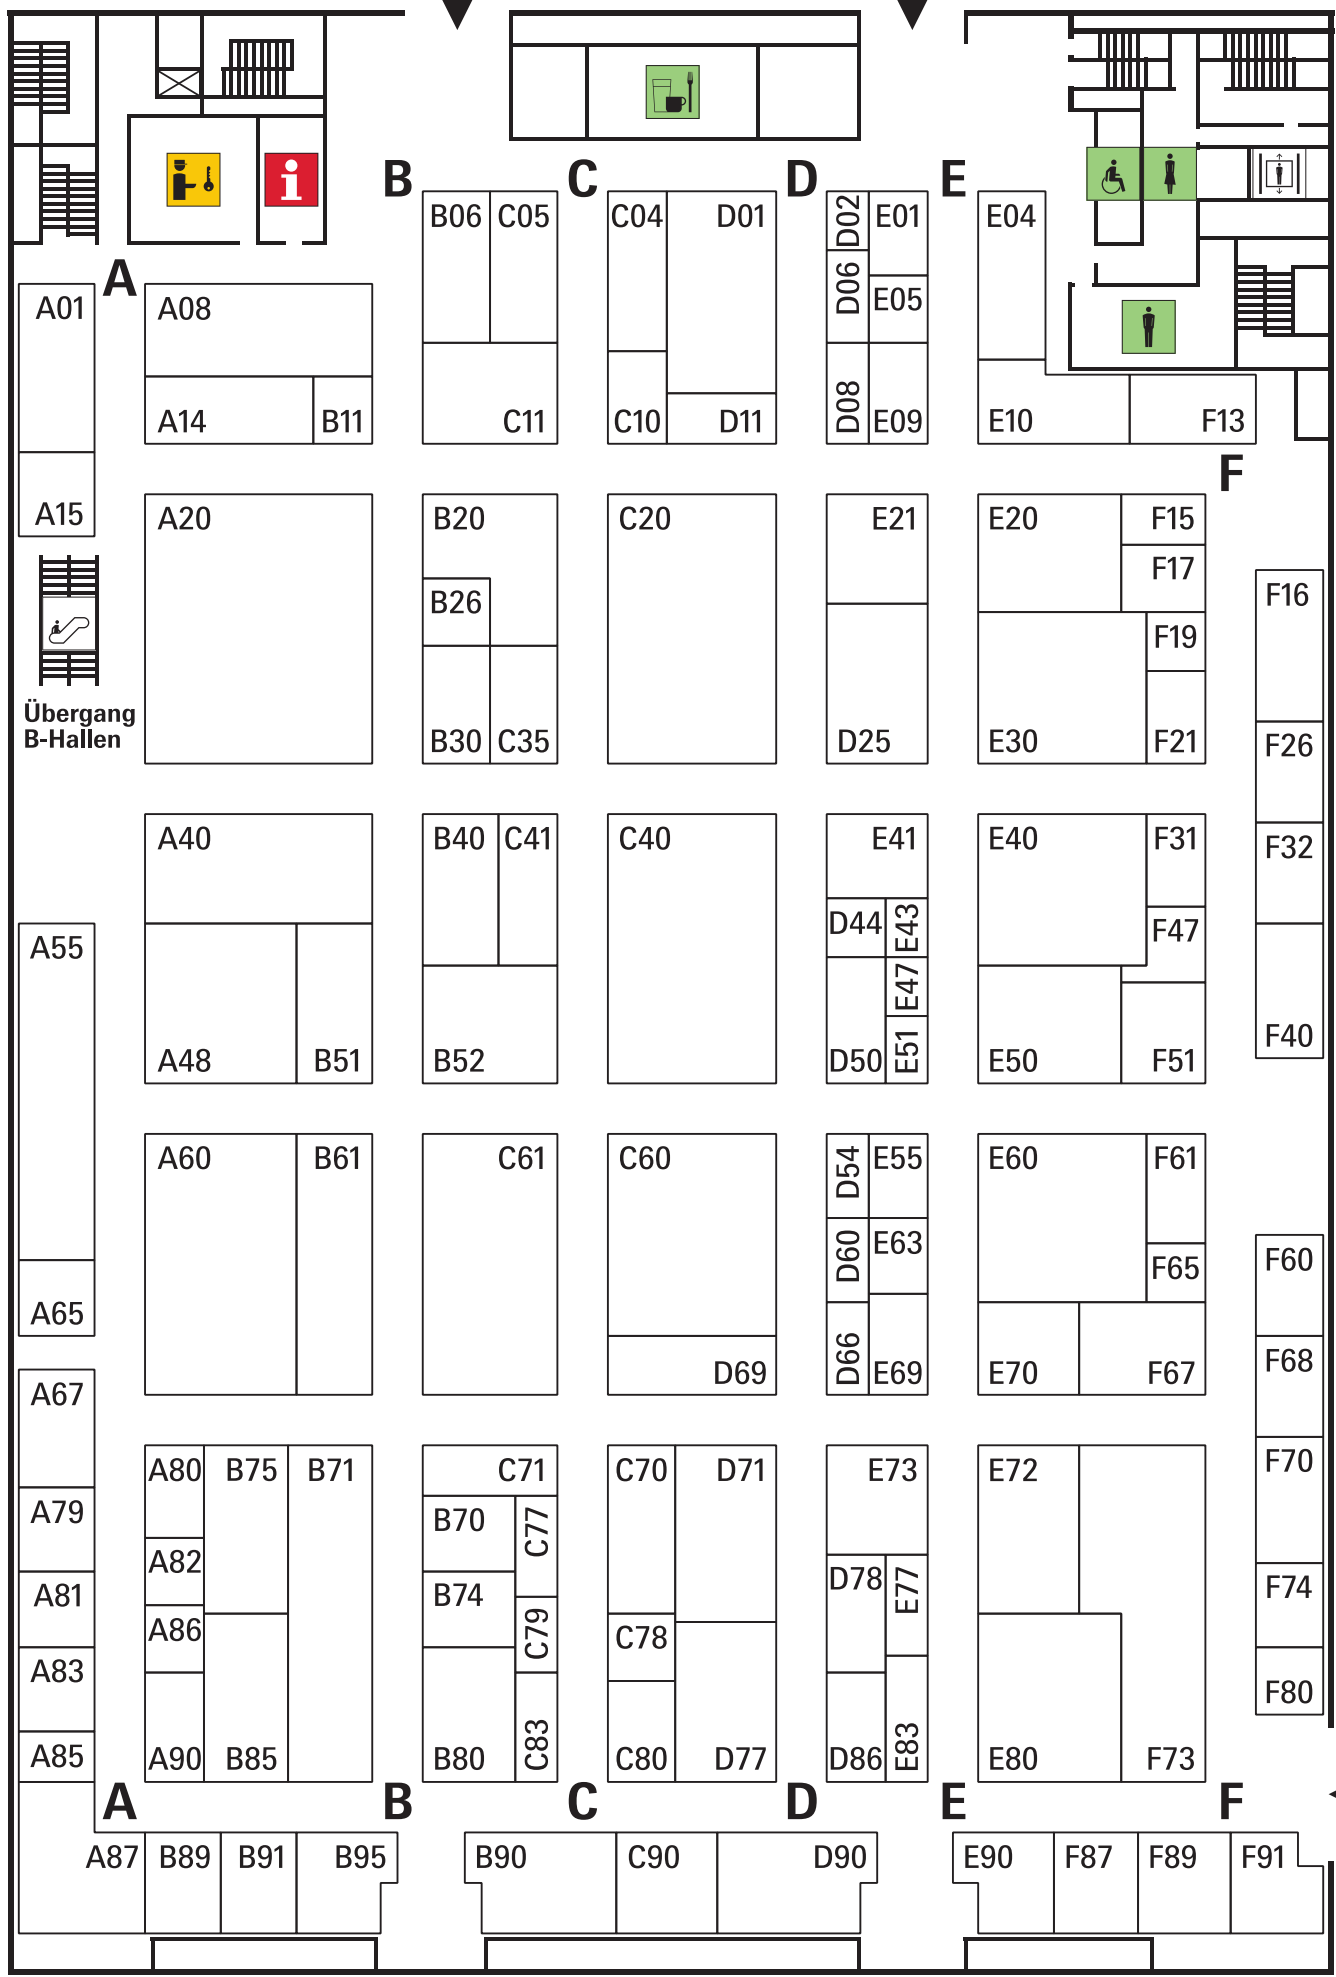 B C D E
B06 C05 C04 D01 D02 E01 E04
A
D06
A01 A08 E05
D08
A14 B11 C11 C10 D11 E09 E10 F13
F
A15 A20 B20 C20 E21 E20 F15
F17
B26 F16
F19
Übergang
B-Hallen
B30 C35 D25 E30 F21 F26
A40 B40 C41 C40 E41 E40 F31 F32
D44 E43 F47
A55
E47
A48 B51 B52 D50 E51 E50 F51 F40
A60 B61 C61 C60 D54 E55 E60 F61
D60 E63 F65 F60
A65
D66
D69 E69 E70 F67 F68
A67
A80 B75 B71 C71 C70 D71 E73 E72 F70
A79 B70 C77
A82 D78 E77 F74
A81 B74
A86 C79 C78
A83 F80
A85 A90 B85 B80 C83 C80 D77 D86 E83 E80 F73
A B C D E F
A87 B89 B91 B95 B90 C90 D90 E90 F87 F89 F91